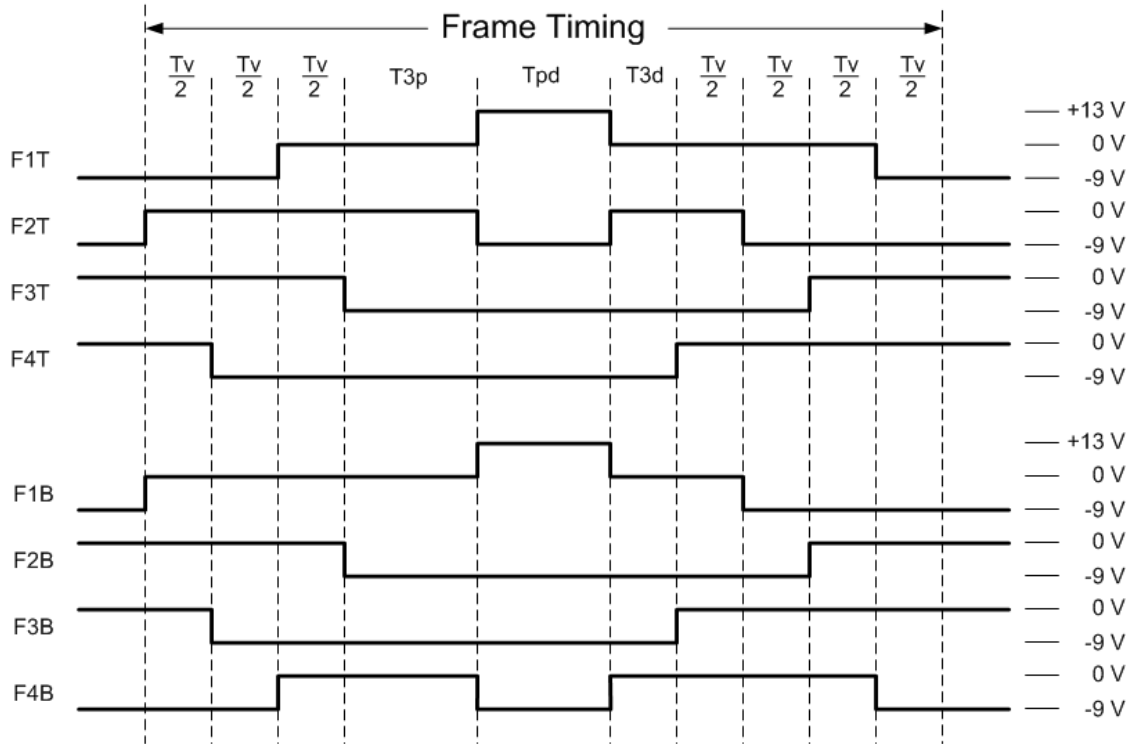 Frame Timing
Tv/2 Tv/2 Tv/2 T3p Tpd T3d Tv/2 Tv/2 Tv/2 Tv/2
+13 V
F1T 0 V
-9 V
F2T 0 V
-9 V
F3T 0 V
-9 V
F4T 0 V
-9 V
+13 V
F1B 0 V
-9 V
F2B 0 V
-9 V
F3B 0 V
-9 V
F4B 0 V
-9 V